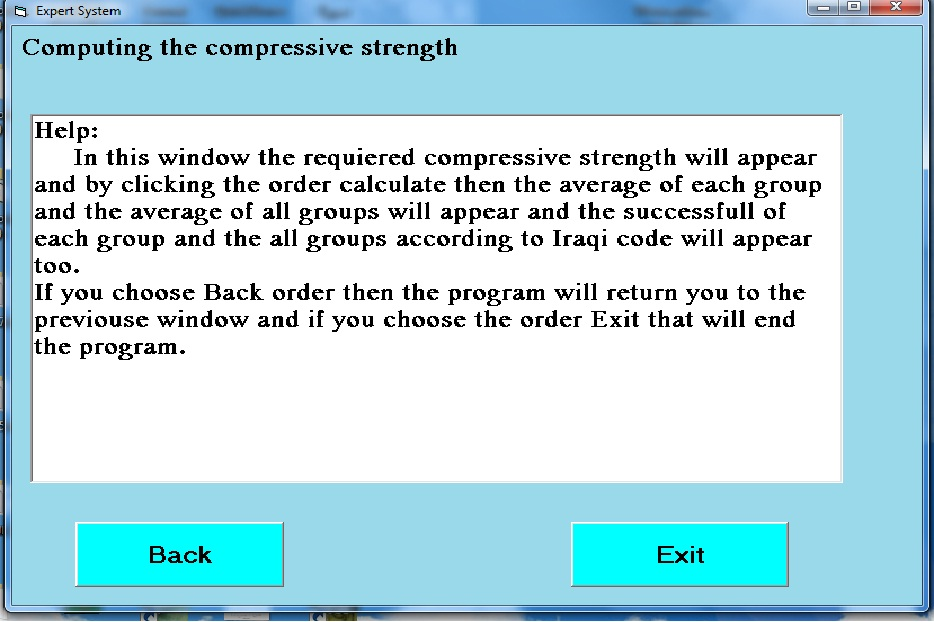 Expert System
Computing the compressive strength
Help:
In this window the requiered compressive strength will appear
and by clicking the order calculate then the average of each group
and the average of all groups will appear and the successfull of
each group and the all groups according to Iraqi code will appear
too.
If you choose Back order then the program will return you to the
previouse window and if you choose the order Exit that will end
the program.
Back
Exit